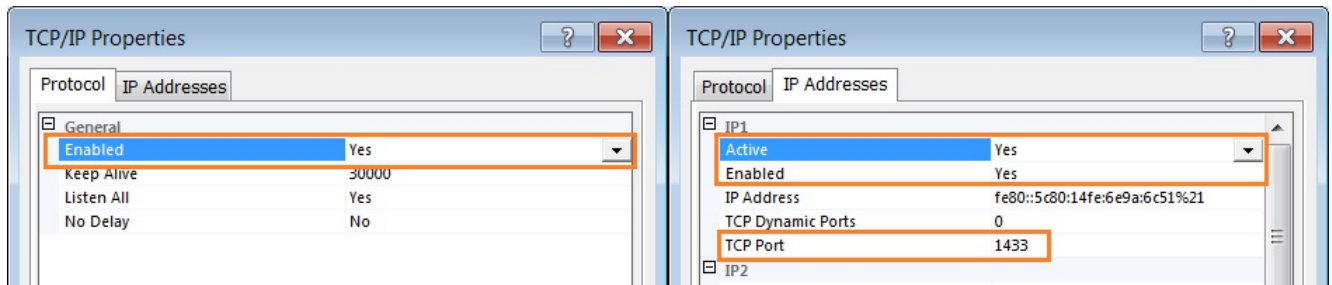 TCP/IP Properties
Protocol IP Addresses
General
Enabled Yes
Keep Alive 30000
Listen All Yes
No Delay No
TCP/IP Properties
Protocol IP Addresses
IP1
Active Yes
Enabled Yes
IP Address fe80::5c80:14fe:6e9a:6c51%21
TCP Dynamic Ports 0
TCP Port 1433
IP2